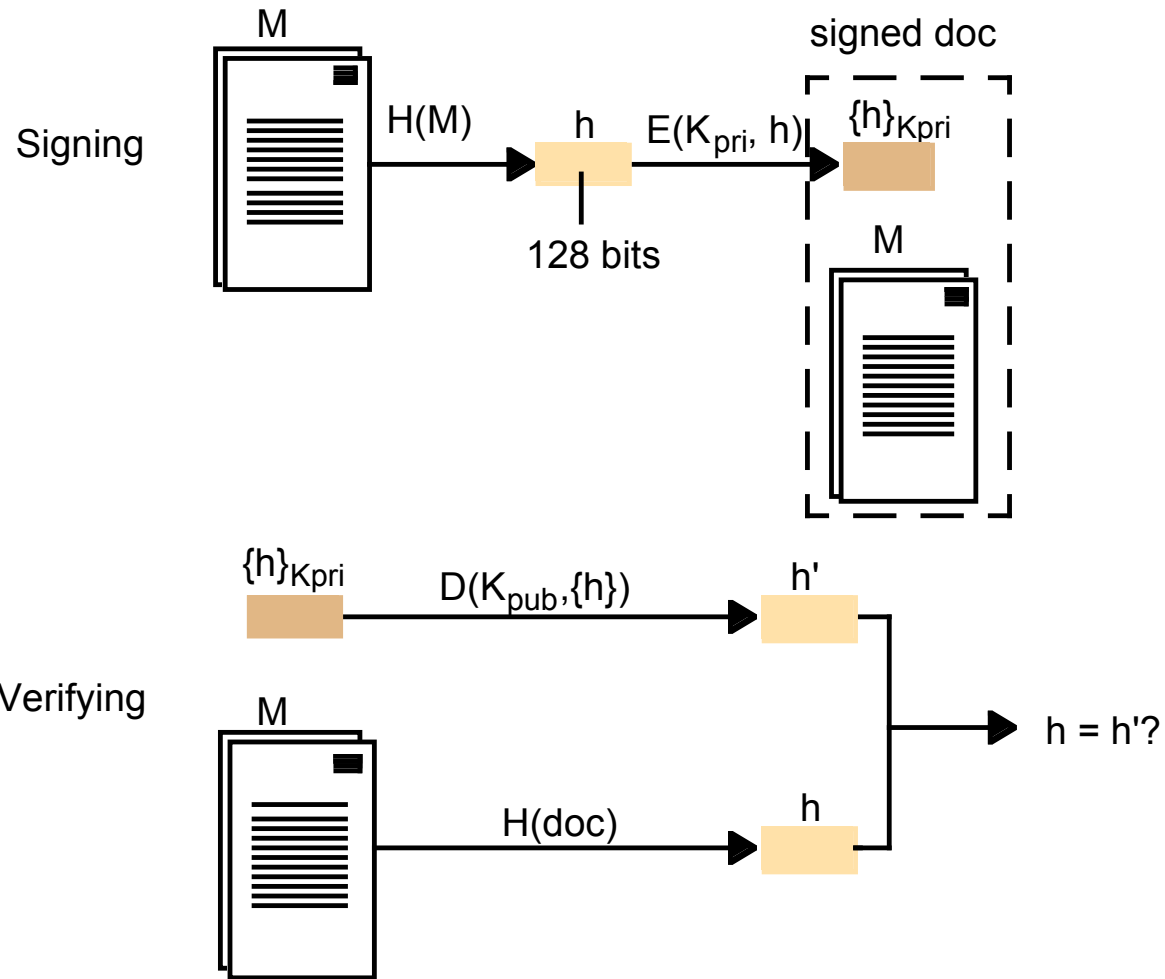 M
signed doc
Signing
H(M)
h
E(Kpri, h)
{h}Kpri
128 bits
M
{h}Kpri
D(Kpub,{h})
h'
Verifying
M
h = h'?
H(doc)
h